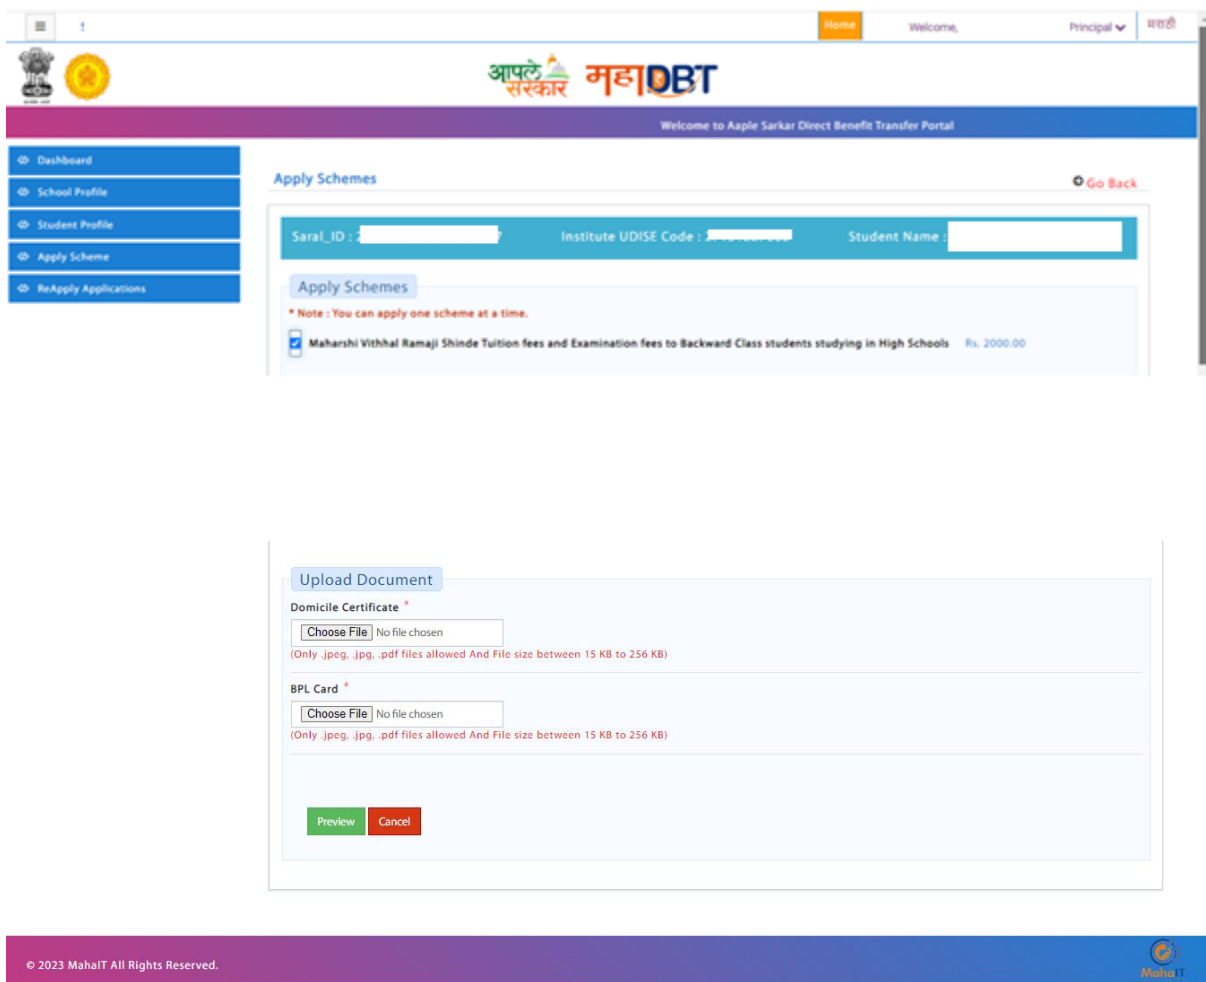 Home Welcome, Principal मराठी
आपले सरकार महाDBT
Welcome to Aaple Sarkar Direct Benefit Transfer Portal
Dashboard
School Profile
Student Profile
Apply Scheme
ReApply Applications
Apply Schemes
Go Back
Saral_ID : Institute UDISE Code : Student Name :
Apply Schemes
* Note : You can apply one scheme at a time.
Maharshi Vithhal Ramaji Shinde Tuition fees and Examination fees to Backward Class students studying in High Schools Rs. 2000.00
Upload Document
Domicile Certificate *
Choose File No file chosen
(Only .jpeg, .jpg, .pdf files allowed And File size between 15 KB to 256 KB)
BPL Card *
Choose File No file chosen
(Only .jpeg, .jpg, .pdf files allowed And File size between 15 KB to 256 KB)
Preview Cancel
© 2023 MahaIT All Rights Reserved.
MahaIT